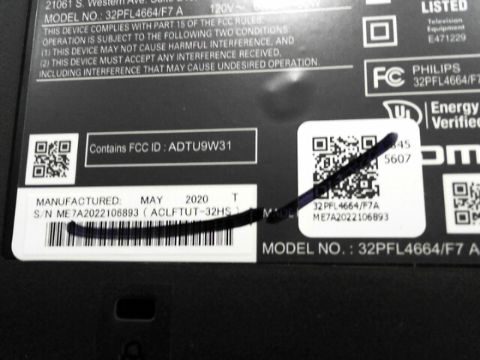 21061 S. Western Ave. Suite
MODEL NO.: 32PFL4664/F7 A 120V~
THIS DEVICE COMPLIES WITH PART 15 OF THE FCC RULES.
OPERATION IS SUBJECT TO THE FOLLOWING TWO CONDITIONS
(1) THIS DEVICE MAY NOT CAUSE HARMFUL INTERFERENCE, AND
(2) THIS DEVICE MUST ACCEPT ANY INTERFERENCE RECEIVED,
INCLUDING INTERFERENCE THAT MAY CAUSE UNDESIRED OPERATION.
LISTED
Television
Equipment
E471229
FC
PHILIPS
32PFL4664/F7
UL
Energy
Verified
Contains FCC ID : ADTU9W31
5607
MANUFACTURED: MAY 2020 T
S/N ME7A2022106893 ( ACLFTUT-32HS )
32PFL4664/F7A
ME7A2022106893
MODEL NO. : 32PFL4664/F7 A